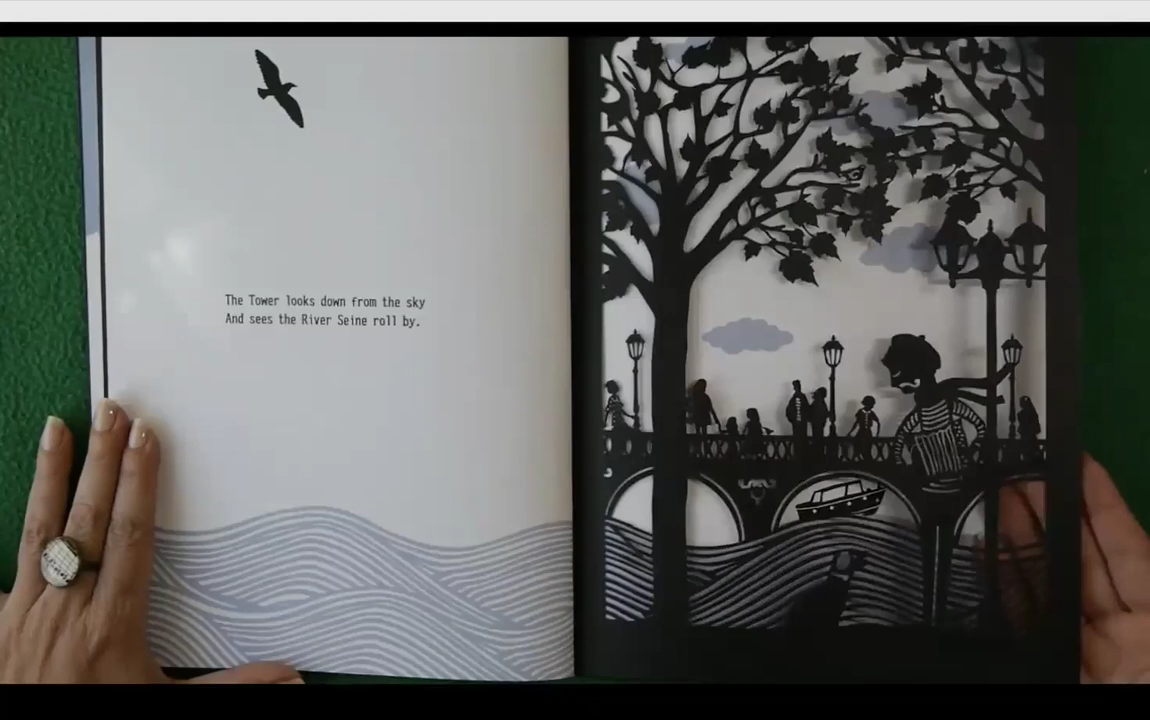 The Tower looks down from the sky
And sees the River Seine roll by.